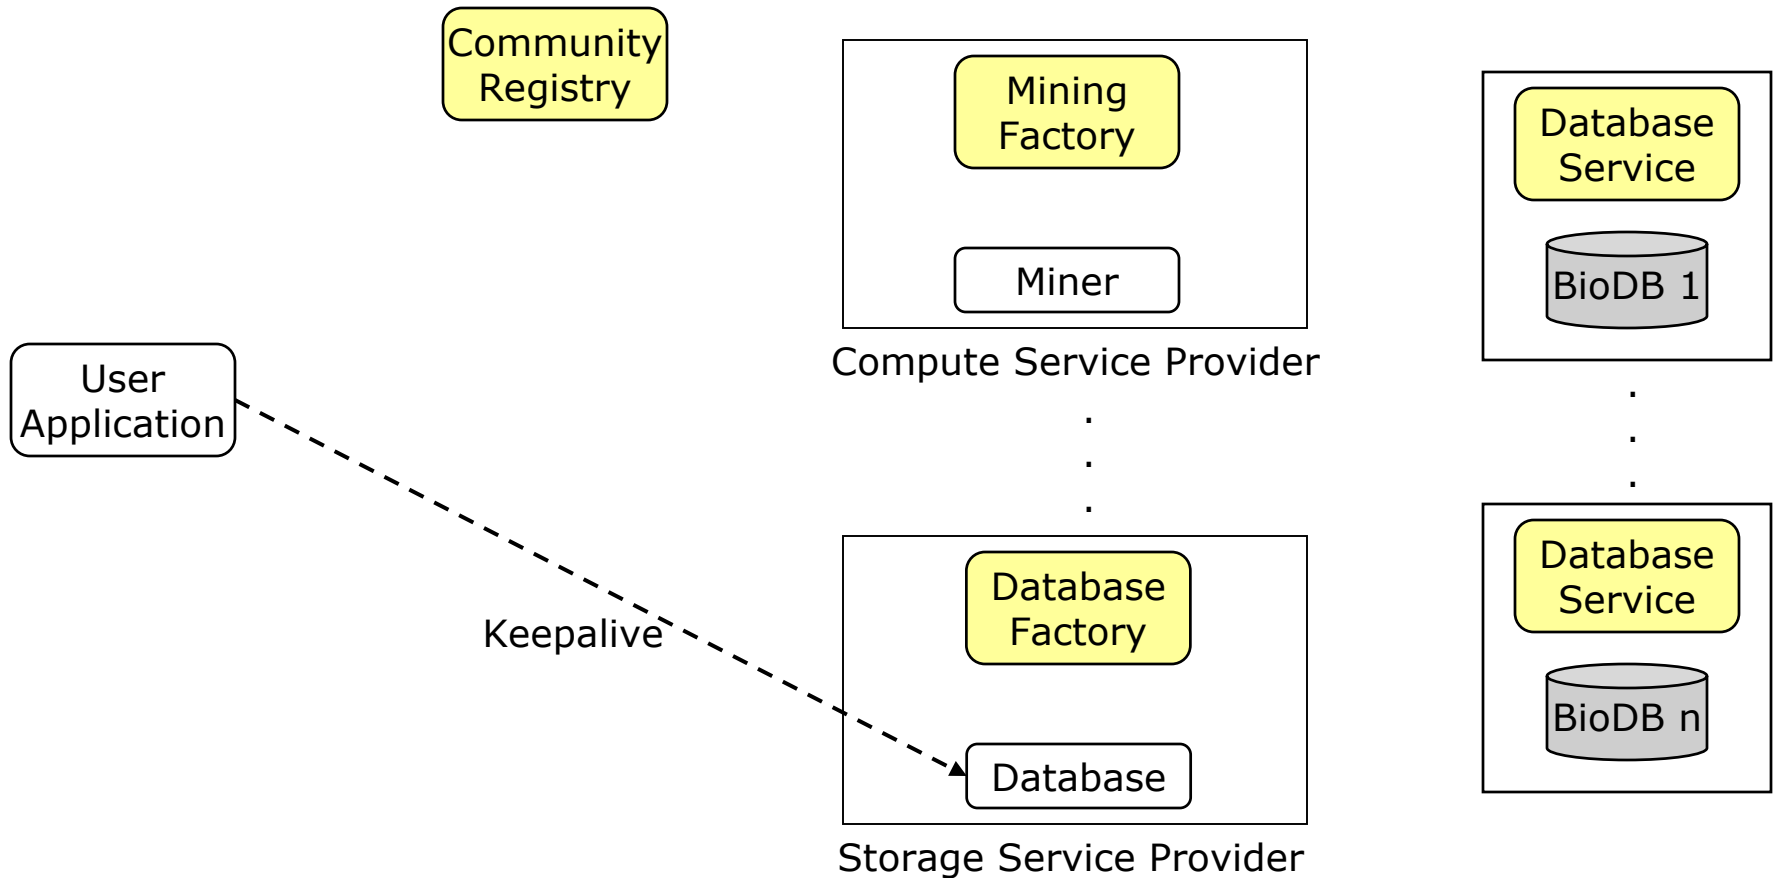 Community
Registry
Mining
Factory
Miner
Compute Service Provider
.
.
.
Database
Service
BioDB 1
.
.
.
User
Application
Keepalive
Database
Factory
Database
Storage Service Provider
Database
Service
BioDB n